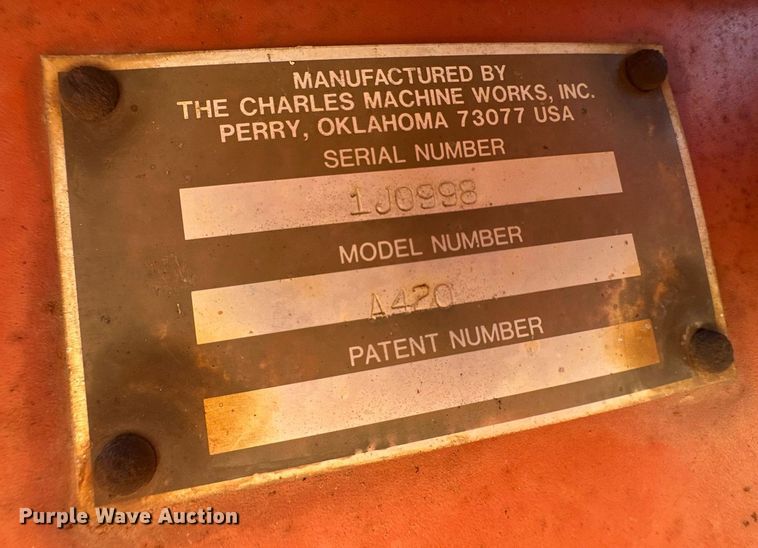 MANUFACTURED BY
THE CHARLES MACHINE WORKS, INC.
PERRY, OKLAHOMA 73077 USA
SERIAL NUMBER
1J0998
MODEL NUMBER
A420
PATENT NUMBER
Purple Wave Auction